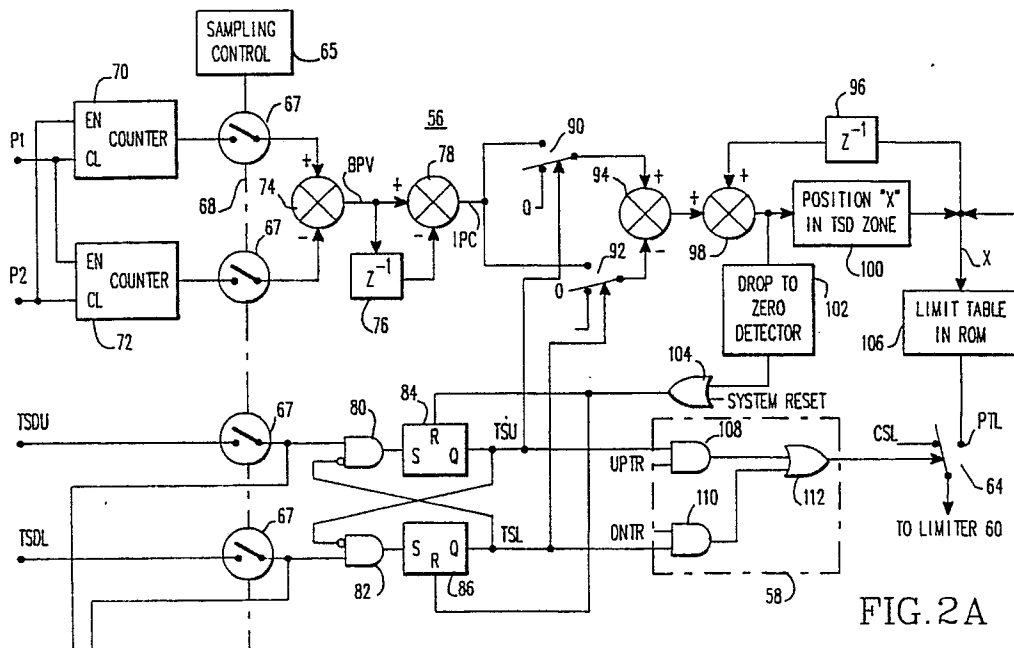 SAMPLING
CONTROL
65
70
EN
COUNTER
CL
P1
67
68
56
74
+
-
BPV
78
+
-
IPC
Z⁻¹
76
90
0
92
0
94
+
-
96
Z⁻¹
+
+
98
POSITION "X"
IN TSD ZONE
100
X
P2
EN
COUNTER
CL
72
67
DROP TO
ZERO
DETECTOR
102
LIMIT TABLE
IN ROM
106
104
SYSTEM RESET
TSDU
67
80
84
R
S
Q
TSU
UPTR
108
112
CSL
PTL
64
TO LIMITER 60
TSDL
67
82
S
Q
R
86
TSL
DNTR
110
58
FIG.2A